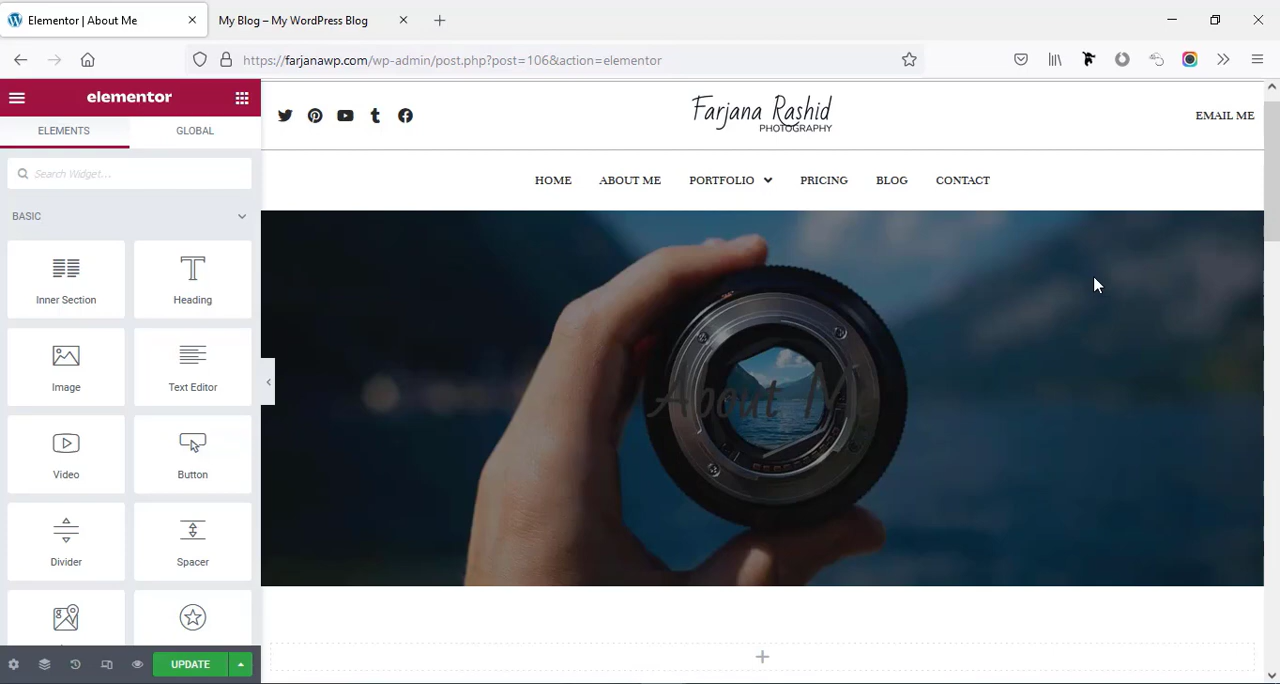 Elementor | About Me
My Blog – My WordPress Blog
https://farjanawp.com/wp-admin/post.php?post=106&action=elementor
elementor
ELEMENTS
GLOBAL
Search Widget...
BASIC
Inner Section
Heading
Image
Text Editor
Video
Button
Divider
Spacer
UPDATE
Farjana Rashid
PHOTOGRAPHY
EMAIL ME
HOME
ABOUT ME
PORTFOLIO
PRICING
BLOG
CONTACT
About Me